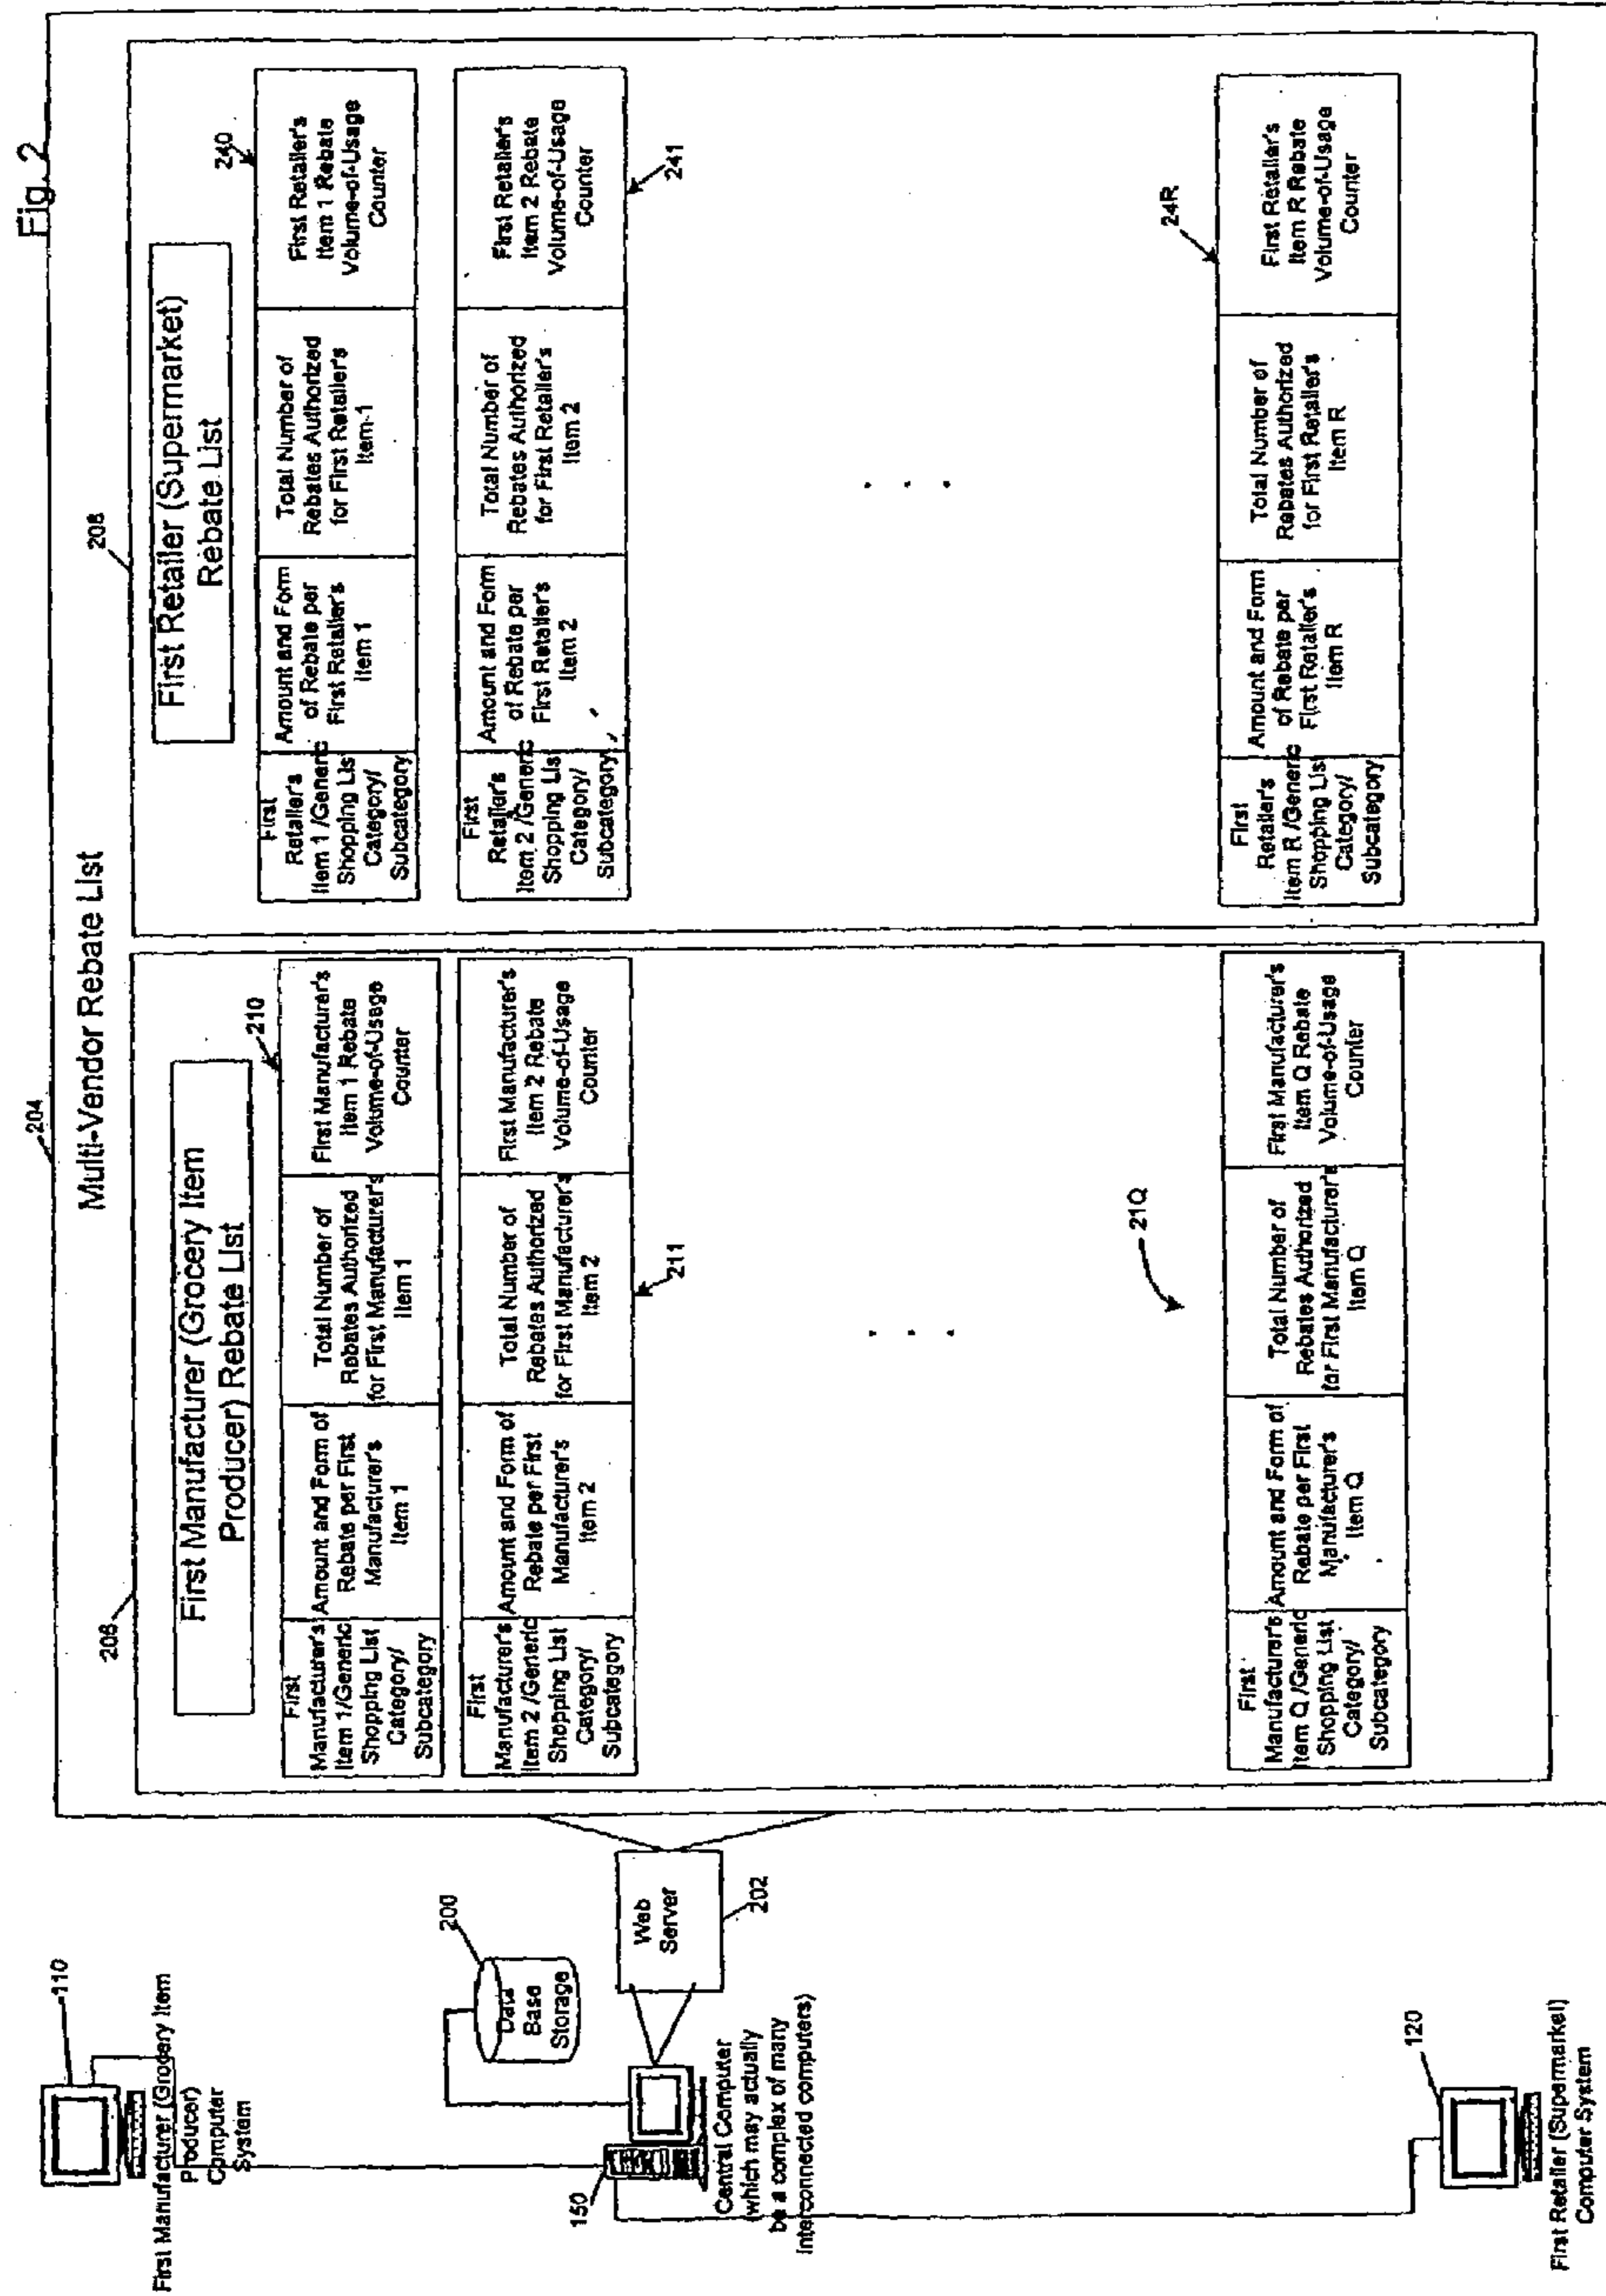 Fig. 2
204
Multi-Vendor Rebate List
206
First Manufacturer (Grocery Item
Producer) Rebate List
210
First
Manufacturer's
Item 1/Generic
Shopping List
Category/
Subcategory
Amount and Form of
Rebate per First
Manufacturer's
Item 1
Total Number of
Rebates Authorized
for First Manufacturer's
Item 1
First Manufacturer's
Item 1 Rebate
Volume-of-Usage
Counter
First
Manufacturer's
Item 2 /Generic
Shopping List
Category/
Subcategory
Amount and Form of
Rebate per First
Manufacturer's
Item 2
Total Number of
Rebates Authorized
for First Manufacturer's
Item 2
First Manufacturer's
Item 2 Rebate
Volume-of-Usage
Counter
211
. . .
21Q
First
Manufacturer's
Item Q /Generic
Shopping List
Category/
Subcategory
Amount and Form of
Rebate per First
Manufacturer's
Item Q
Total Number of
Rebates Authorized
for First Manufacturer's
Item Q
First Manufacturer's
Item Q Rebate
Volume-of-Usage
Counter
208
First Retailer (Supermarket)
Rebate List
240
First
Retailer's
Item 1 /Generic
Shopping List
Category/
Subcategory
Amount and Form
of Rebate per
First Retailer's
Item 1
Total Number of
Rebates Authorized
for First Retailer's
Item 1
First Retailer's
Item 1 Rebate
Volume-of-Usage
Counter
First
Retailer's
Item 2 /Generic
Shopping List
Category/
Subcategory
Amount and Form
of Rebate per
First Retailer's
Item 2
Total Number of
Rebates Authorized
for First Retailer's
Item 2
First Retailer's
Item 2 Rebate
Volume-of-Usage
Counter
241
. . .
24R
First
Retailer's
Item R /Generic
Shopping List
Category/
Subcategory
Amount and Form
of Rebate per
First Retailer's
Item R
Total Number of
Rebates Authorized
for First Retailer's
Item R
First Retailer's
Item R Rebate
Volume-of-Usage
Counter
110
First Manufacturer (Grocery Item
Producer)
Computer
System
200
Data
Base
Storage
Web
Server
202
150
Central Computer
(which may actually
be a complex of many
interconnected computers)
120
First Retailer (Supermarket)
Computer System